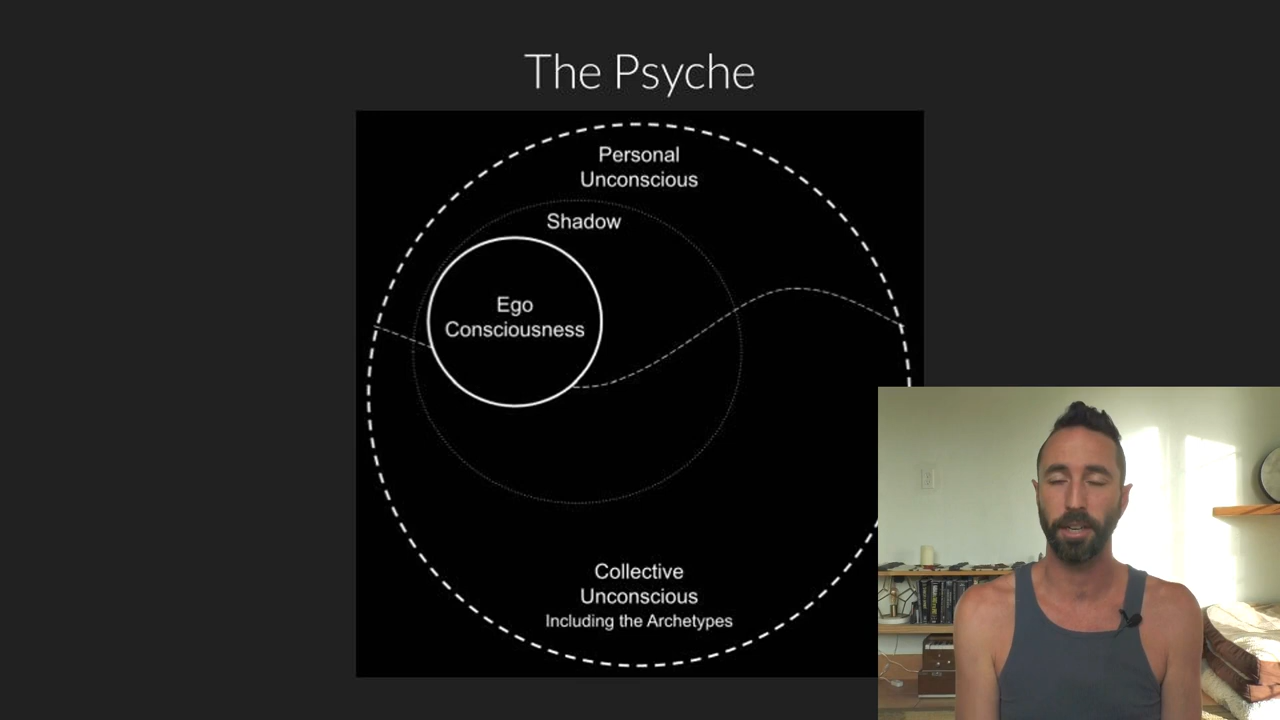 The Psyche
Personal
Unconscious
Shadow
Ego
Consciousness
Collective
Unconscious
Including the Archetypes